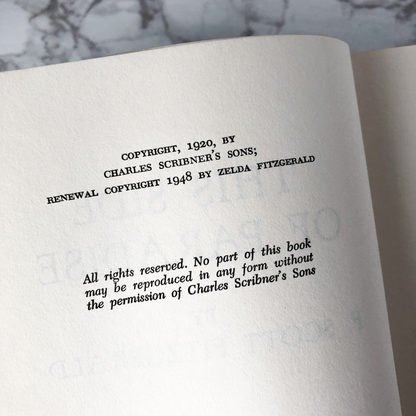 COPYRIGHT, 1920, BY
CHARLES SCRIBNER'S SONS;
RENEWAL COPYRIGHT 1948 BY ZELDA FITZGERALD
All rights reserved. No part of this book
may be reproduced in any form without
the permission of Charles Scribner's Sons